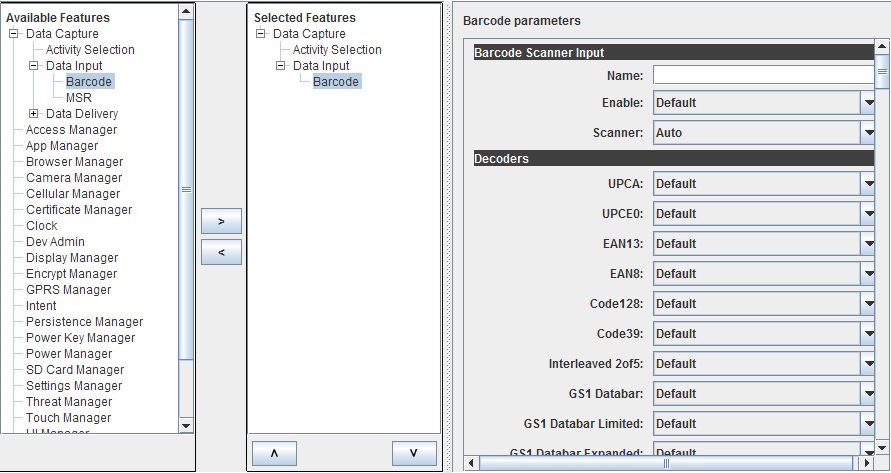 Available Features
Data Capture
Activity Selection
Data Input
Barcode
MSR
Data Delivery
Access Manager
App Manager
Browser Manager
Camera Manager
Cellular Manager
Certificate Manager
Clock
Dev Admin
Display Manager
Encrypt Manager
GPRS Manager
Intent
Persistence Manager
Power Key Manager
Power Manager
SD Card Manager
Settings Manager
Threat Manager
Touch Manager
UI Manager
>
<
Selected Features
Data Capture
Activity Selection
Data Input
Barcode
Barcode parameters
Barcode Scanner Input
Name:
Enable: Default
Scanner: Auto
Decoders
UPCA: Default
UPCE0: Default
EAN13: Default
EAN8: Default
Code128: Default
Code39: Default
Interleaved 2of5: Default
GS1 Databar: Default
GS1 Databar Limited: Default
GS1 Databar Expanded: Default